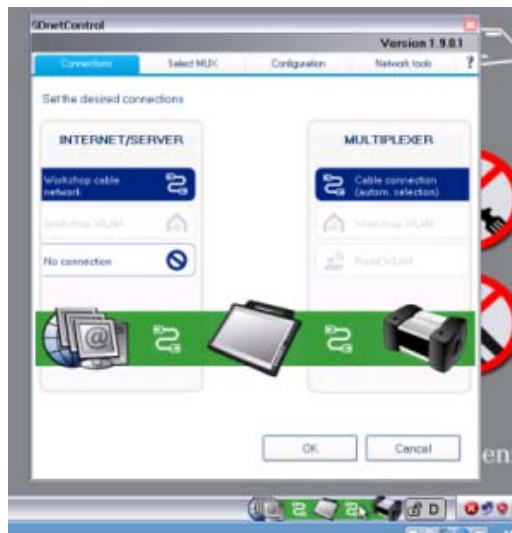 SDnetControl
Version 1.9.0.1
Connections Select MUX Configuration Network tools ?
Set the desired connections
INTERNET/SERVER MULTIPLEXER
Workshop cable network
Cable connection (autom. selection)
Workshop WLAN
Workshop WLAN
No connection
Road WLAN
@
OK Cancel
D